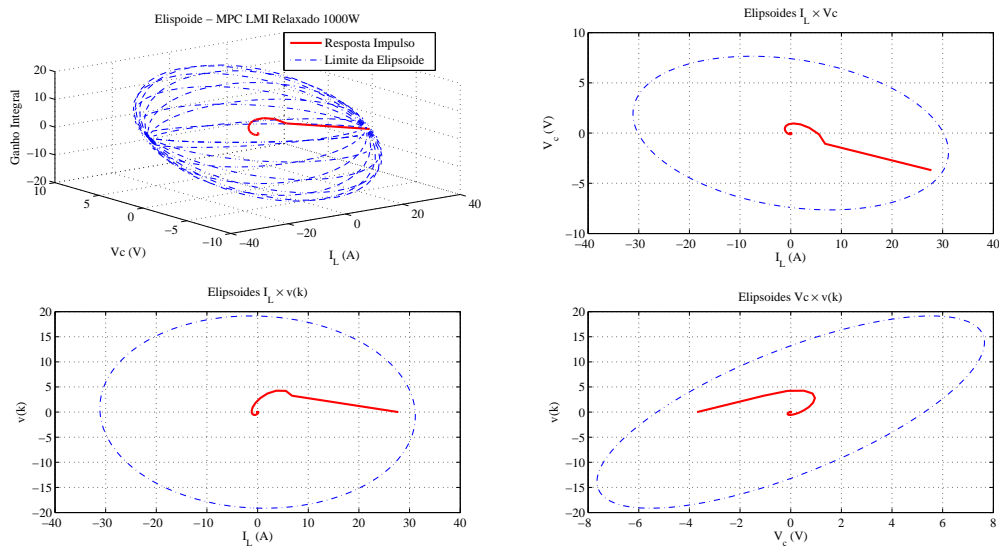 Elispoide – MPC LMI Relaxado 1000W
Resposta Impulso
Limite da Elipsoide
Ganho Integral
20
10
0
−10
−20
10
5
0
−5
−10
Vc (V)
−40
−20
0
20
40
I_L (A)
Elipsoides I_L × Vc
V_c (V)
10
5
0
−5
−10
−40 −30 −20 −10 0 10 20 30 40
I_L (A)
Elipsoides I_L × v(k)
v(k)
20
15
10
5
0
−5
−10
−15
−20
−40 −30 −20 −10 0 10 20 30 40
I_L (A)
Elipsoides Vc × v(k)
v(k)
20
15
10
5
0
−5
−10
−15
−20
−8 −6 −4 −2 0 2 4 6 8
V_c (V)